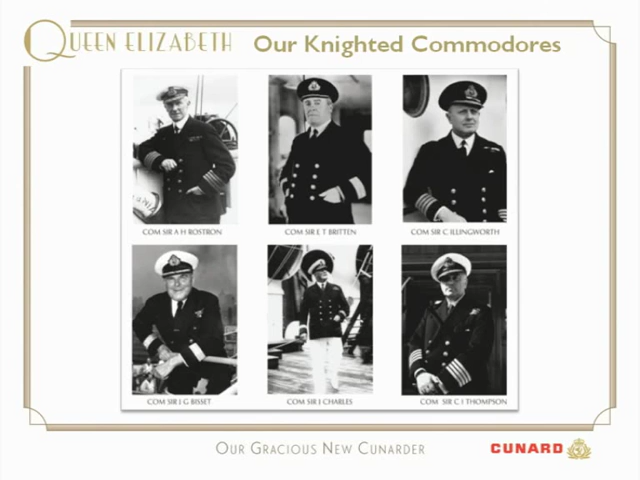 QUEEN ELIZABETH Our Knighted Commodores
COM SIR A H ROSTRON COM SIR E T BRITTEN COM SIR C ILLINGWORTH
COM SIR J G BISSET COM SIR J CHARLES COM SIR C I THOMPSON
OUR GRACIOUS NEW CUNARDER CUNARD